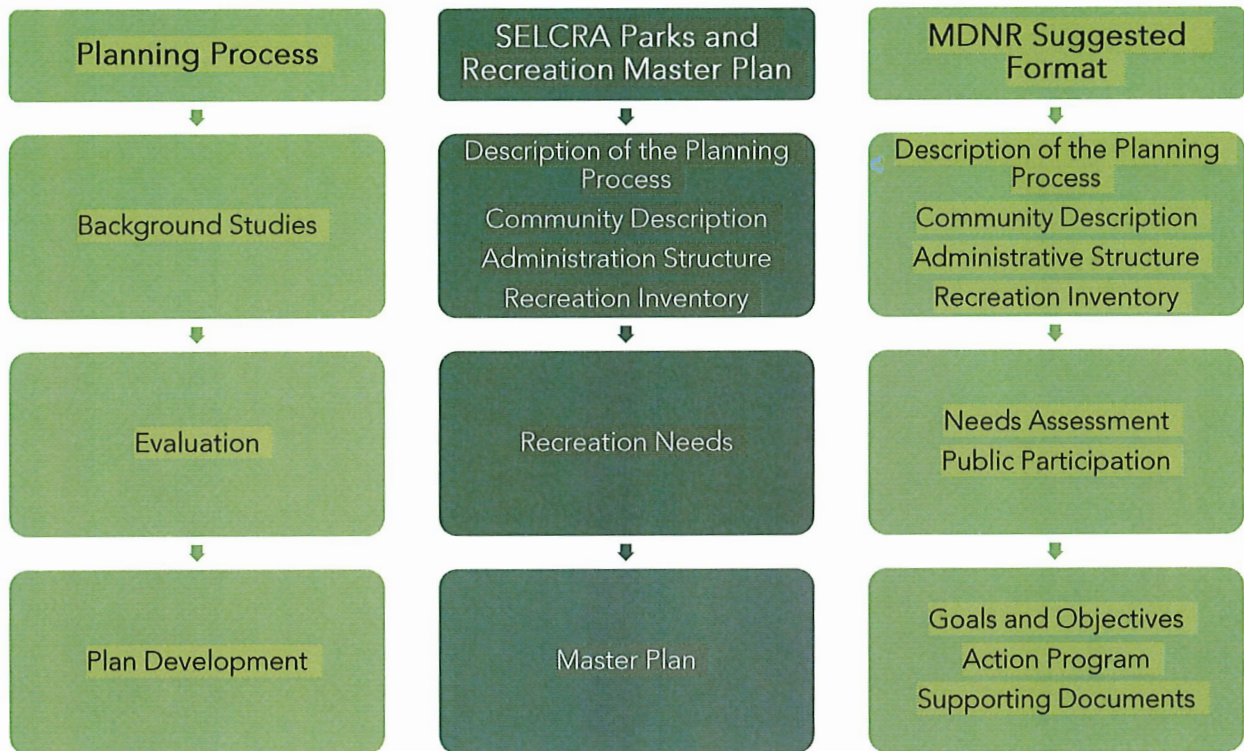 Planning Process
SELCRA Parks and
Recreation Master Plan
MDNR Suggested
Format
Background Studies
Description of the Planning
Process
Community Description
Administration Structure
Recreation Inventory
Description of the Planning
Process
Community Description
Administrative Structure
Recreation Inventory
Evaluation
Recreation Needs
Needs Assessment
Public Participation
Plan Development
Master Plan
Goals and Objectives
Action Program
Supporting Documents